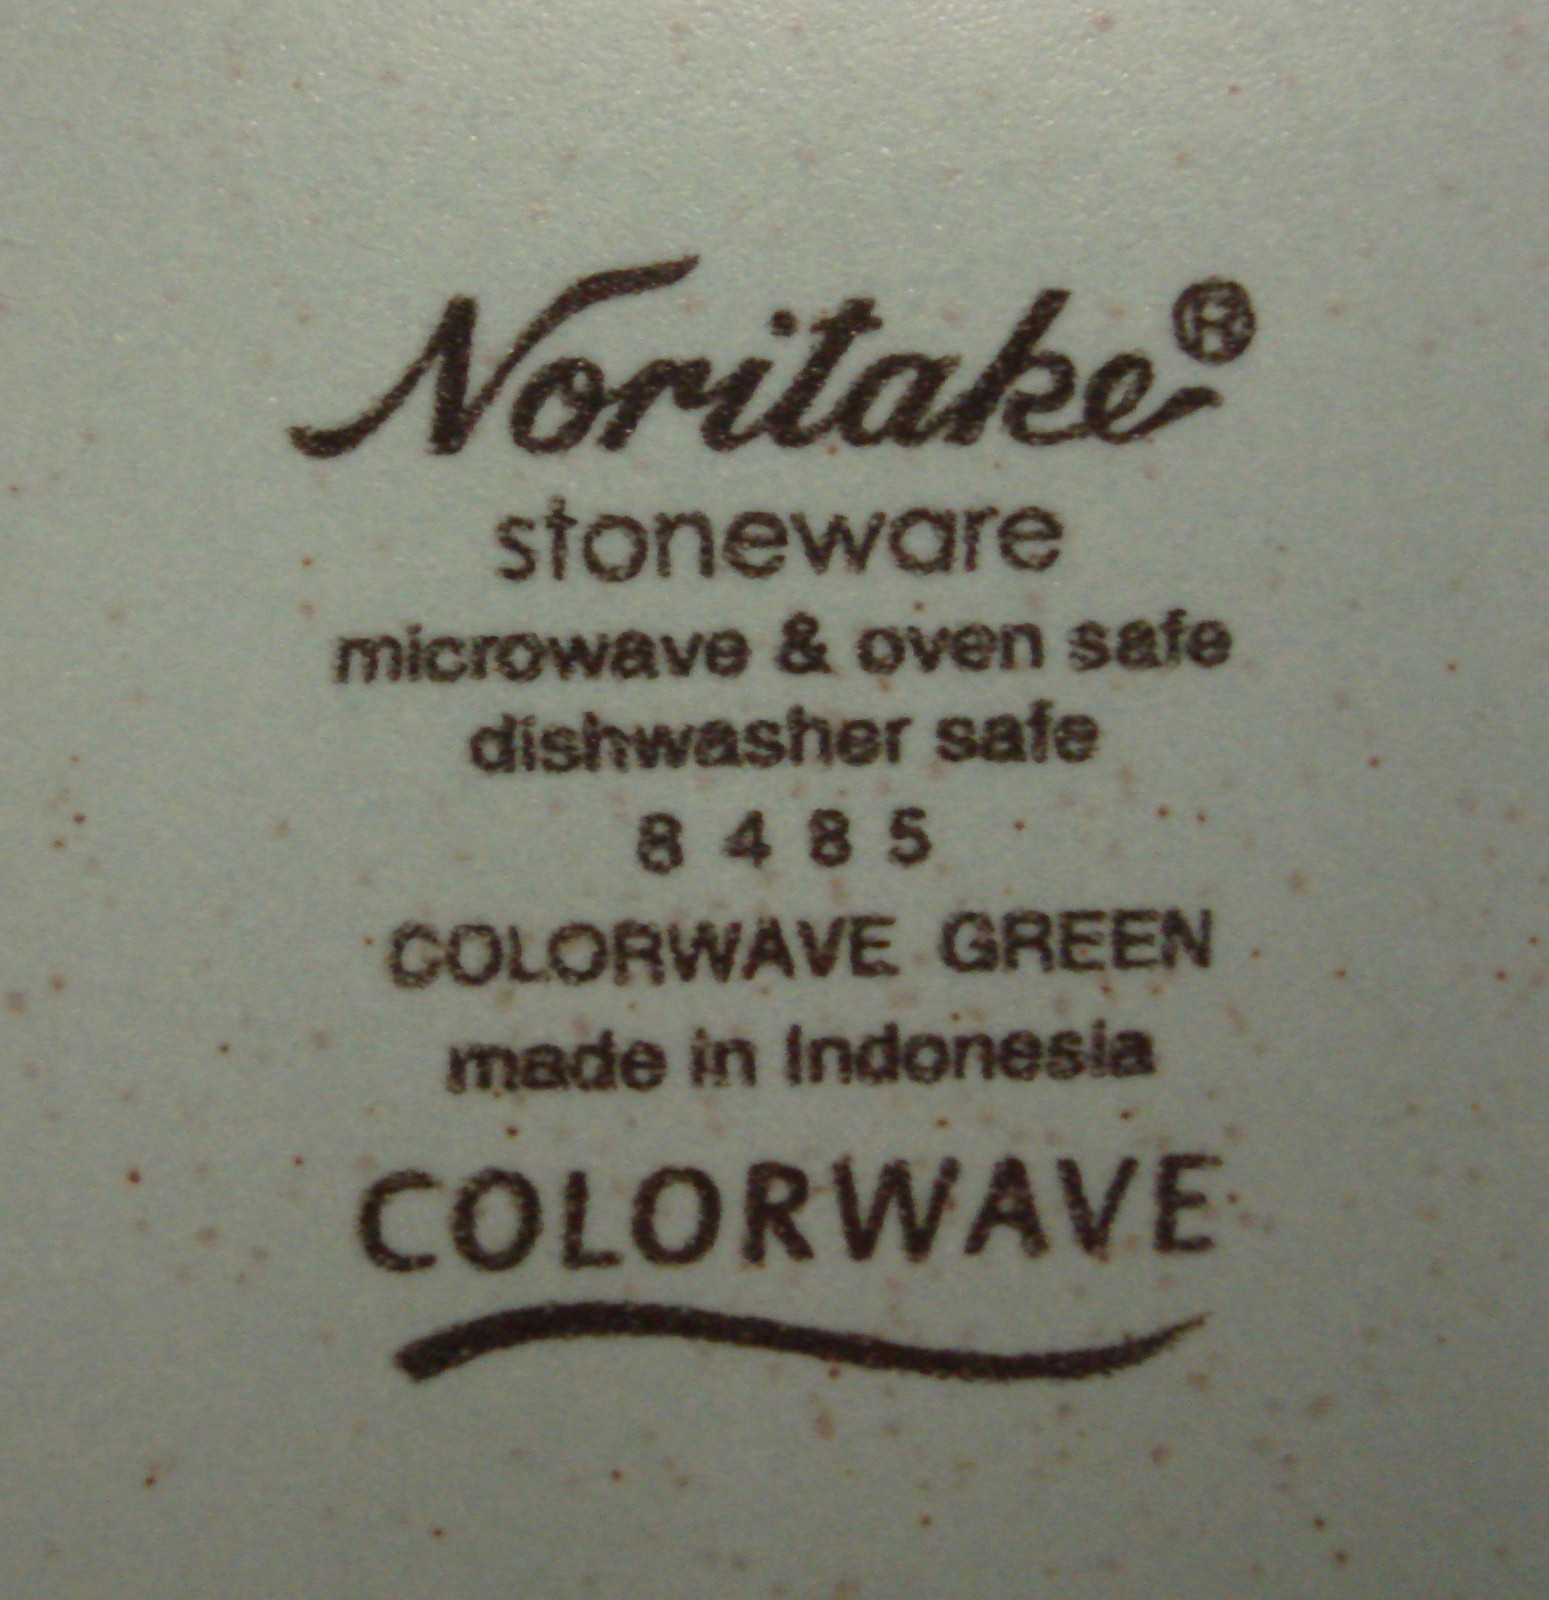 Noritake®
stoneware
microwave & oven safe
dishwasher safe
8 4 8 5
COLORWAVE GREEN
made in Indonesia
COLORWAVE